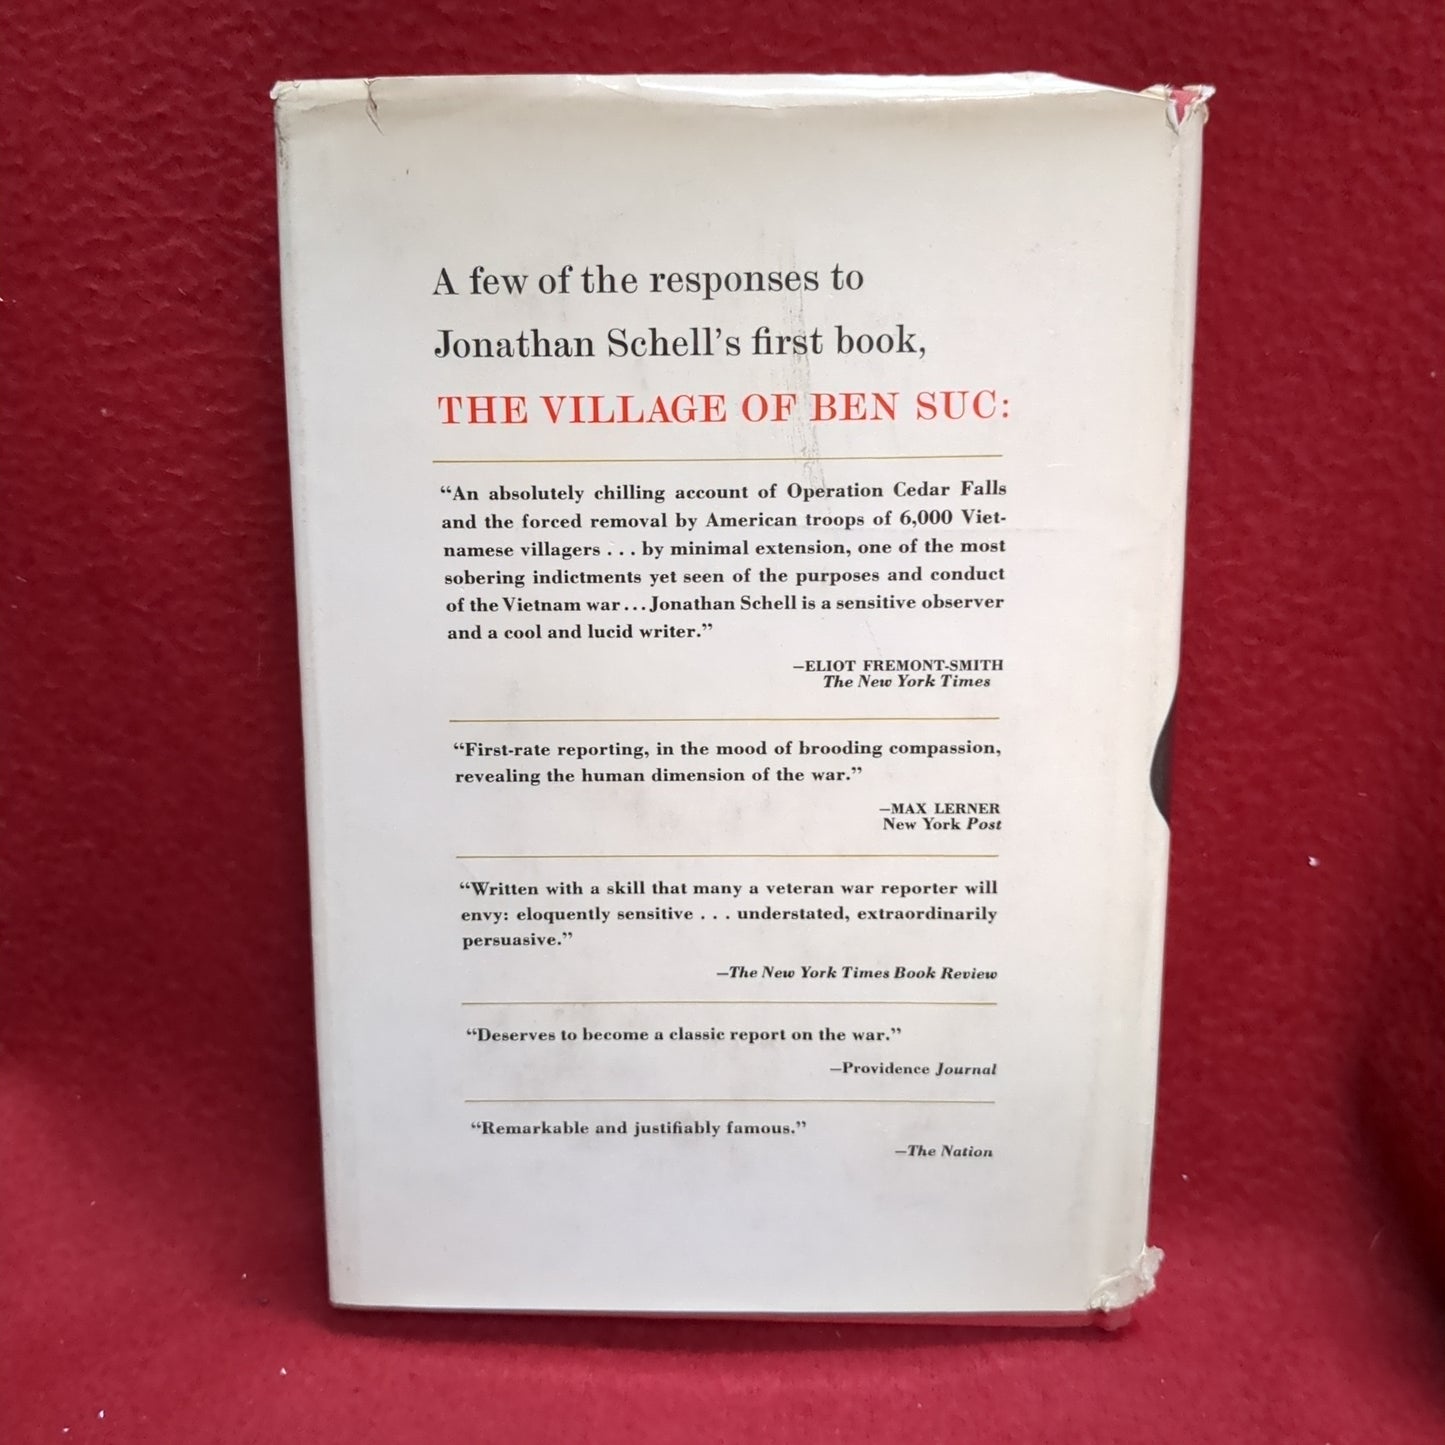 A few of the responses to
Jonathan Schell's first book,
THE VILLAGE OF BEN SUC:
“An absolutely chilling account of Operation Cedar Falls
and the forced removal by American troops of 6,000 Viet-
namese villagers . . . by minimal extension, one of the most
sobering indictments yet seen of the purposes and conduct
of the Vietnam war . . . Jonathan Schell is a sensitive observer
and a cool and lucid writer.”
—ELIOT FREMONT-SMITH
The New York Times
“First-rate reporting, in the mood of brooding compassion,
revealing the human dimension of the war.”
—MAX LERNER
New York Post
“Written with a skill that many a veteran war reporter will
envy: eloquently sensitive . . . understated, extraordinarily
persuasive.”
—The New York Times Book Review
“Deserves to become a classic report on the war.”
—Providence Journal
“Remarkable and justifiably famous.”
—The Nation